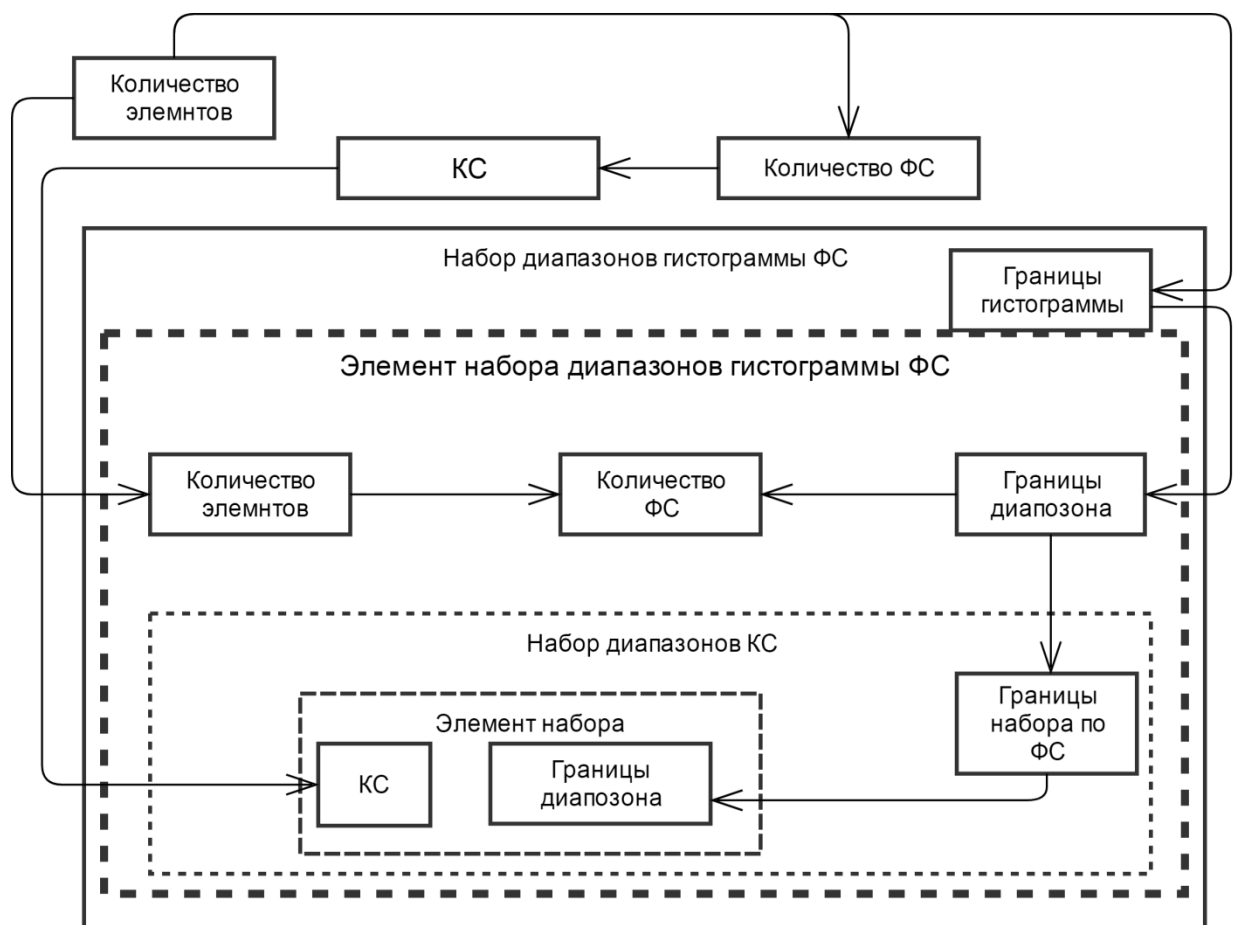 Количество
элемнтов
КС
Количество ФС
Набор диапазонов гистограммы ФС
Границы
гистограммы
Элемент набора диапазонов гистограммы ФС
Количество
элемнтов
Количество
ФС
Границы
диапозона
Набор диапазонов КС
Границы
набора по
ФС
Элемент набора
КС
Границы
диапозона